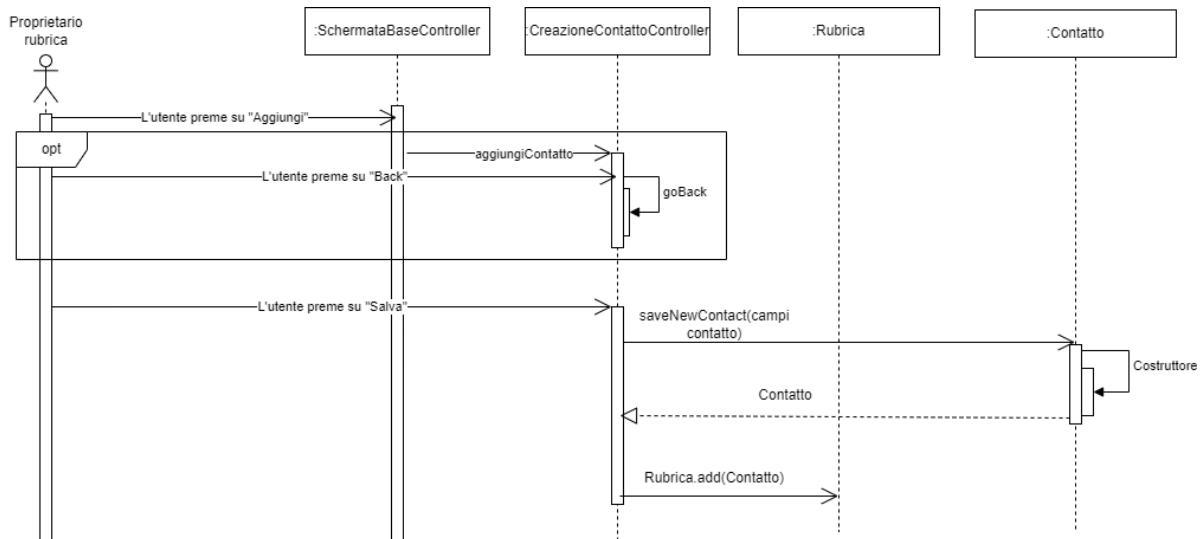 Proprietario
rubrica
:SchermataBaseController
:CreazioneContattoController
:Rubrica
:Contatto
L'utente preme su "Aggiungi"
opt
aggiungiContatto
L'utente preme su "Back"
goBack
L'utente preme su "Salva"
saveNewContact(campi
contatto)
Costruttore
Contatto
Rubrica.add(Contatto)